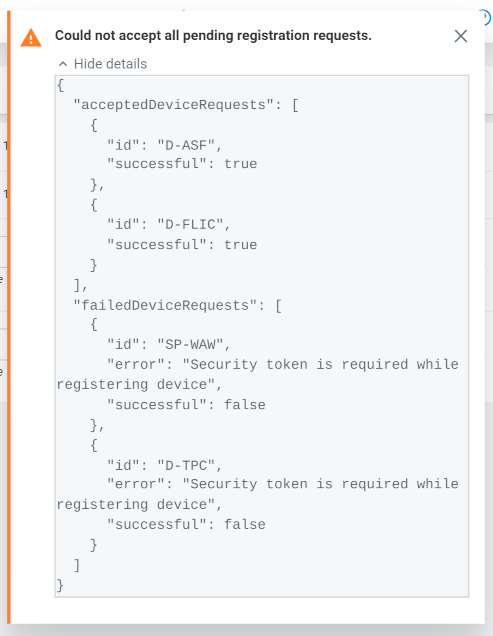 Could not accept all pending registration requests.
Hide details
{
  "acceptedDeviceRequests": [
    {
      "id": "D-ASF",
      "successful": true
    },
    {
      "id": "D-FLIC",
      "successful": true
    }
  ],
  "failedDeviceRequests": [
    {
      "id": "SP-WAW",
      "error": "Security token is required while
registering device",
      "successful": false
    },
    {
      "id": "D-TPC",
      "error": "Security token is required while
registering device",
      "successful": false
    }
  ]
}